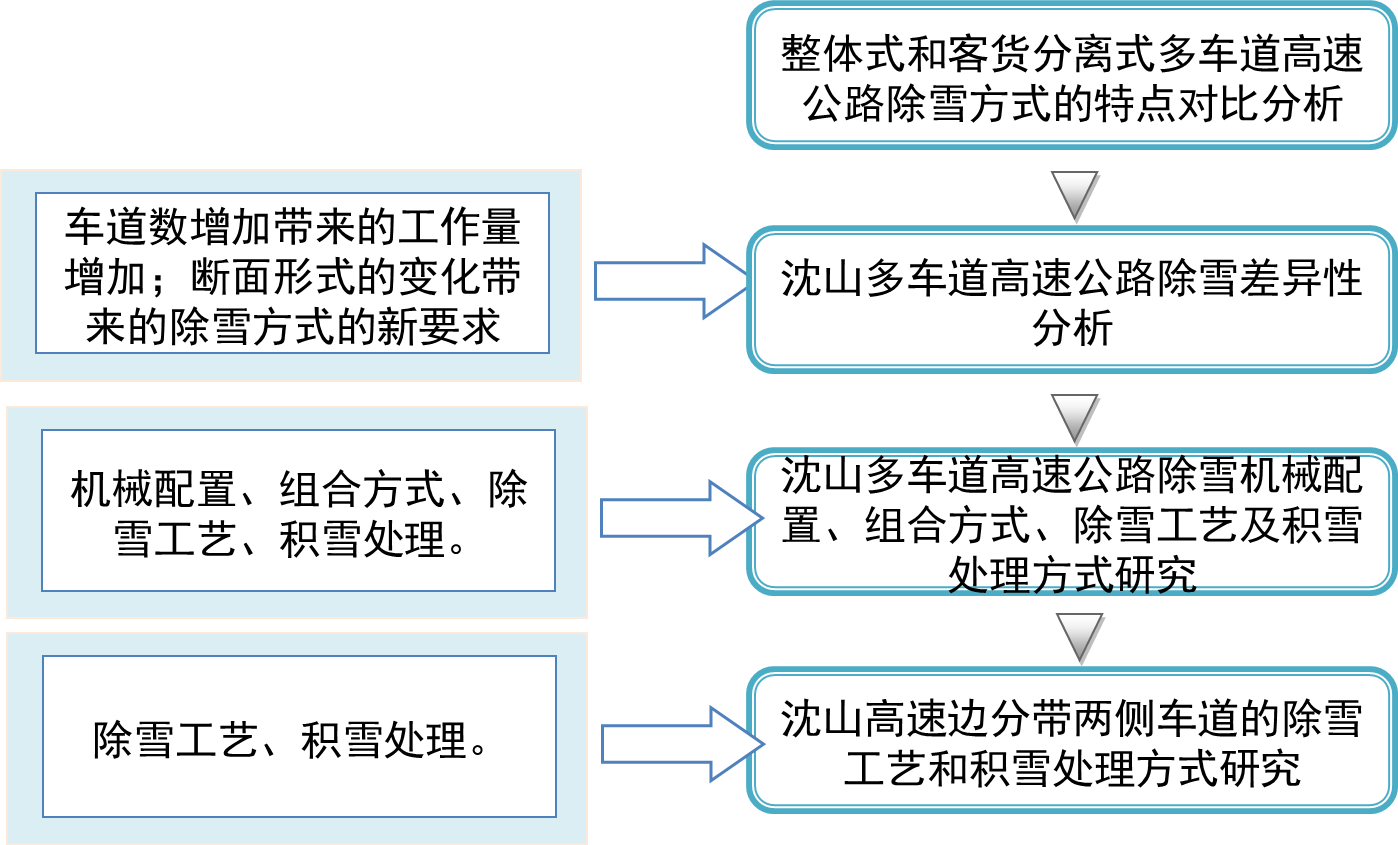 整体式和客货分离式多车道高速
公路除雪方式的特点对比分析
车道数增加带来的工作量
增加；断面形式的变化带
来的除雪方式的新要求
沈山多车道高速公路除雪差异性
分析
机械配置、组合方式、除
雪工艺、积雪处理。
沈山多车道高速公路除雪机械配
置、组合方式、除雪工艺及积雪
处理方式研究
除雪工艺、积雪处理。
沈山高速边分带两侧车道的除雪
工艺和积雪处理方式研究